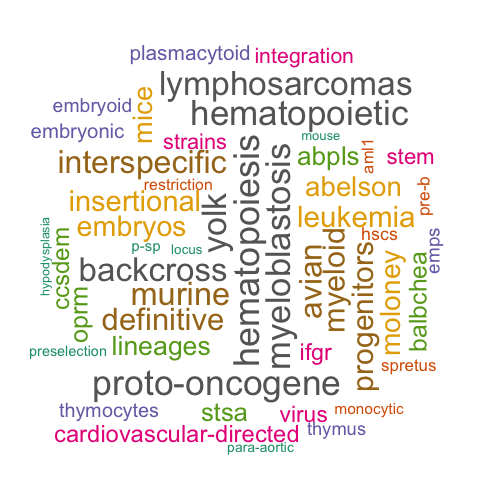 plasmacytoid
integration
lymphosarcomas
embryoid
mice
hematopoietic
embryonic
strains
mouse
interspecific
abpls
aml1
stem
restriction
abelson
pre-b
insertional
yolk
hematopoiesis
myeloblastosis
leukemia
embryos
hscs
hypodysplasia
ccsdem
p-sp
locus
avian
myeloid
progenitors
moloney
balbchea
emps
backcross
oprm
murine
definitive
preselection
lineages
ifgr
spretus
proto-oncogene
thymocytes
stsa
virus
monocytic
cardiovascular-directed
thymus
para-aortic